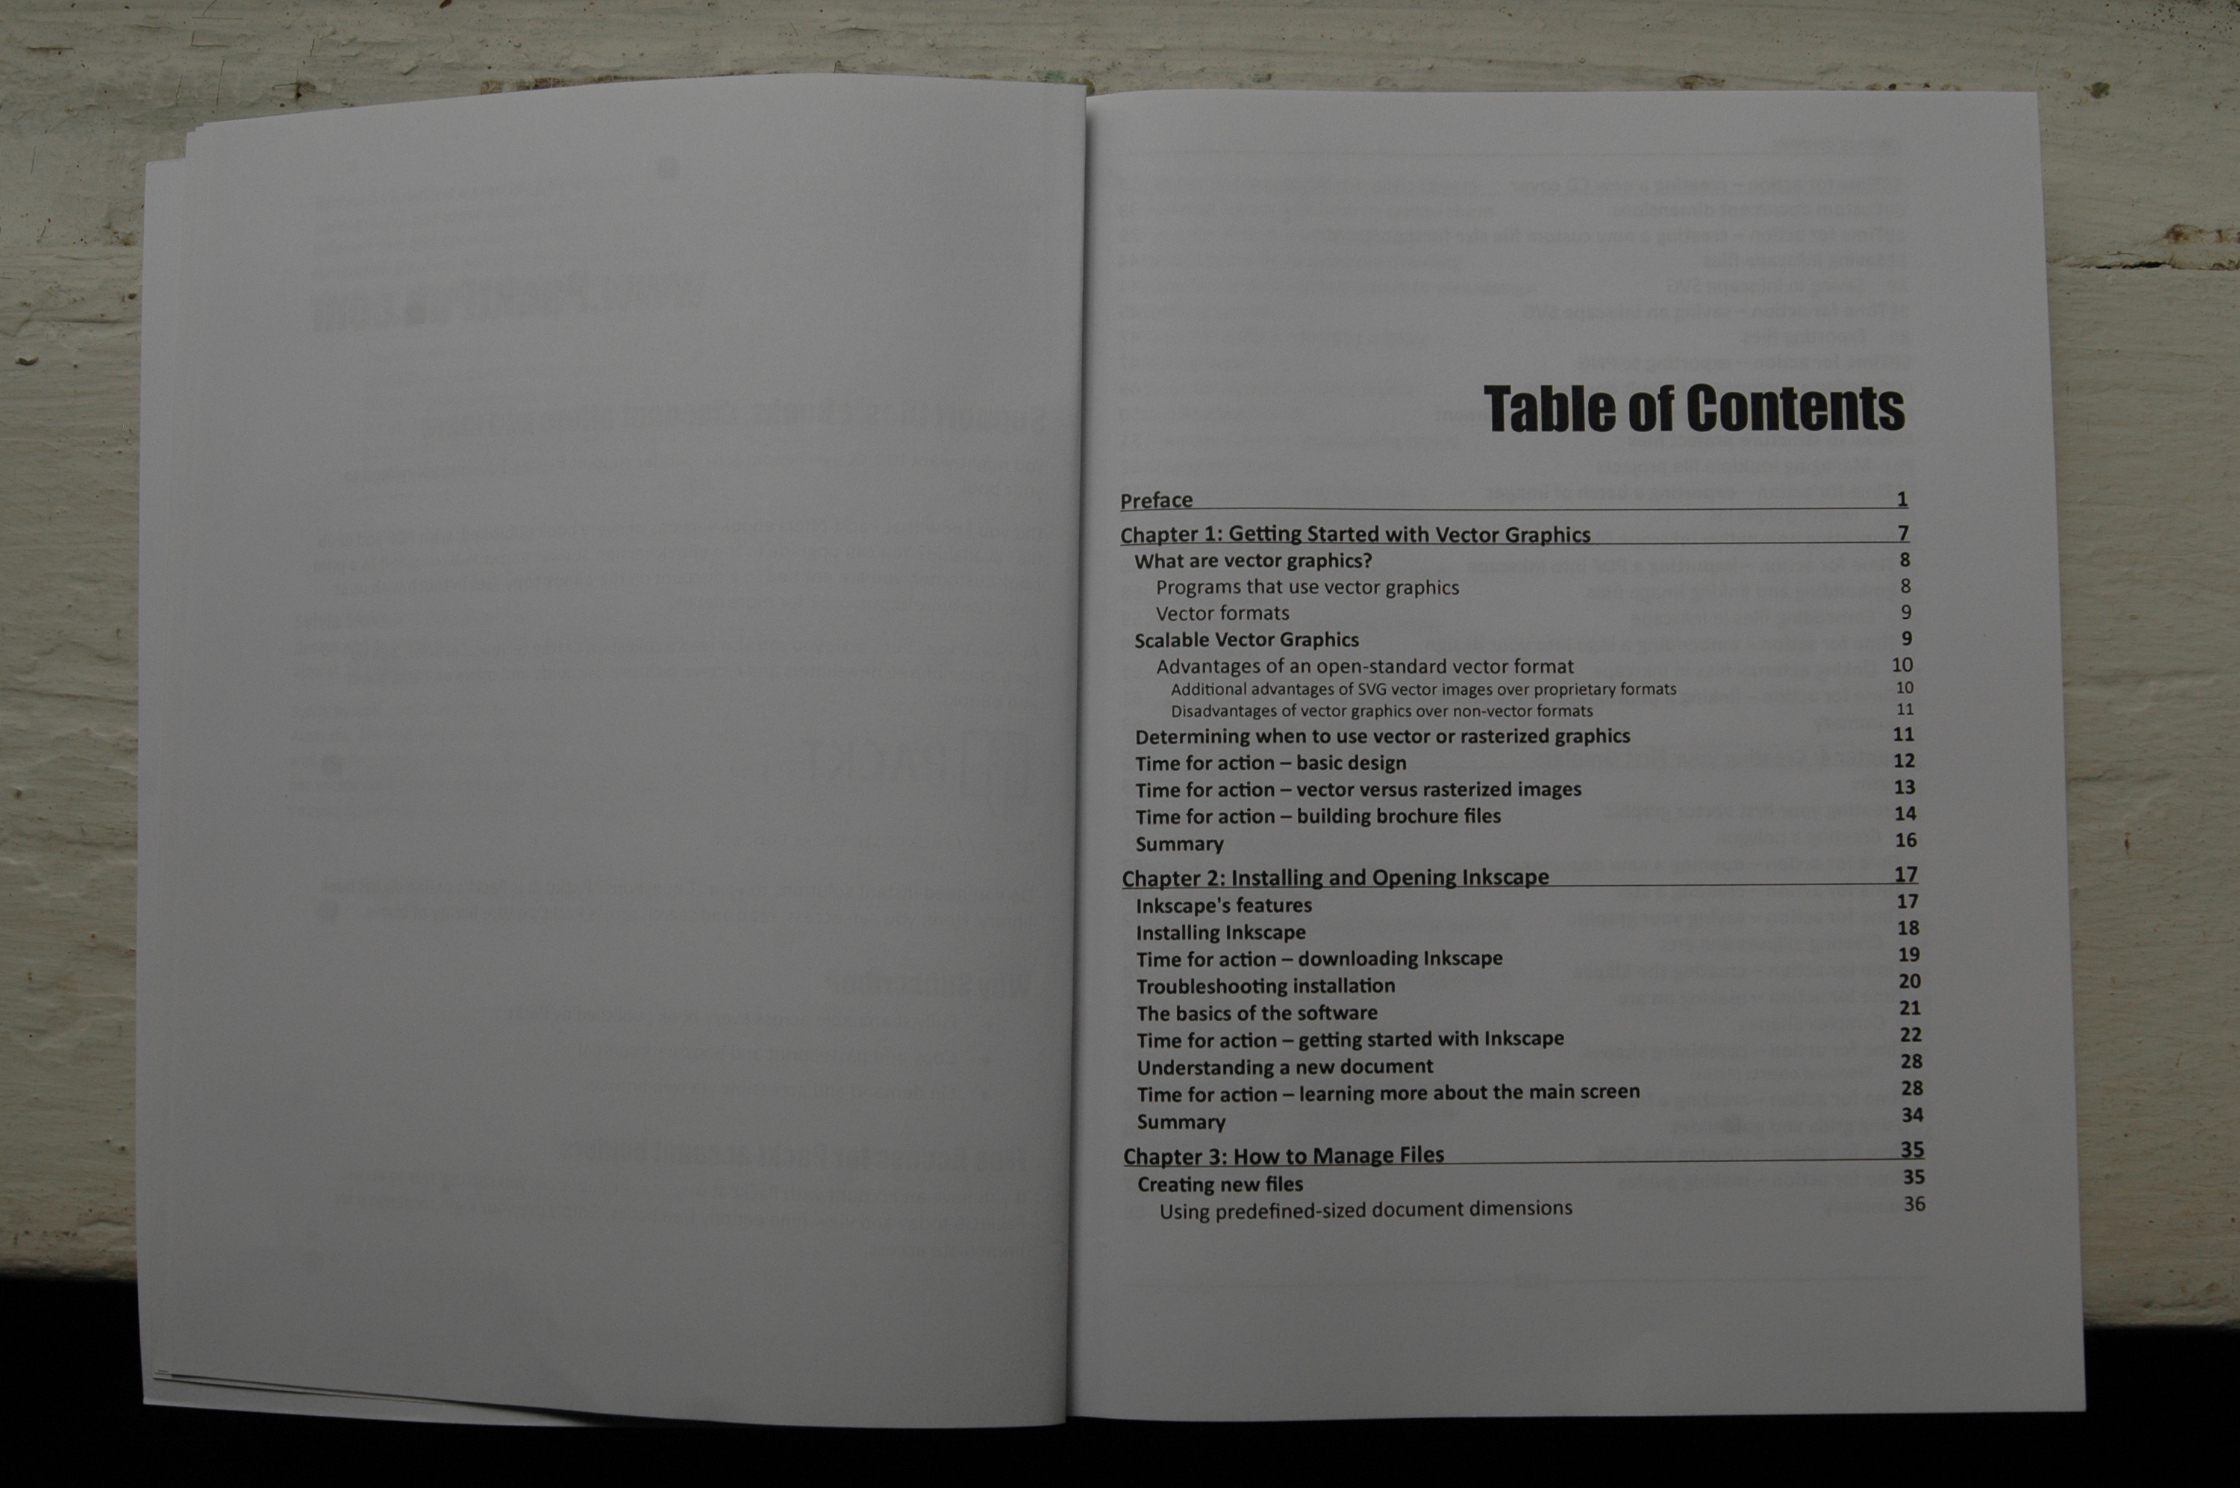 Table of Contents
Preface 1
Chapter 1: Getting Started with Vector Graphics 7
What are vector graphics? 8
Programs that use vector graphics 8
Vector formats 9
Scalable Vector Graphics 9
Advantages of an open-standard vector format 10
Additional advantages of SVG vector images over proprietary formats 10
Disadvantages of vector graphics over non-vector formats 11
Determining when to use vector or rasterized graphics 11
Time for action – basic design 12
Time for action – vector versus rasterized images 13
Time for action – building brochure files 14
Summary 16
Chapter 2: Installing and Opening Inkscape 17
Inkscape's features 17
Installing Inkscape 18
Time for action – downloading Inkscape 19
Troubleshooting installation 20
The basics of the software 21
Time for action – getting started with Inkscape 22
Understanding a new document 28
Time for action – learning more about the main screen 28
Summary 34
Chapter 3: How to Manage Files 35
Creating new files 35
Using predefined-sized document dimensions 36